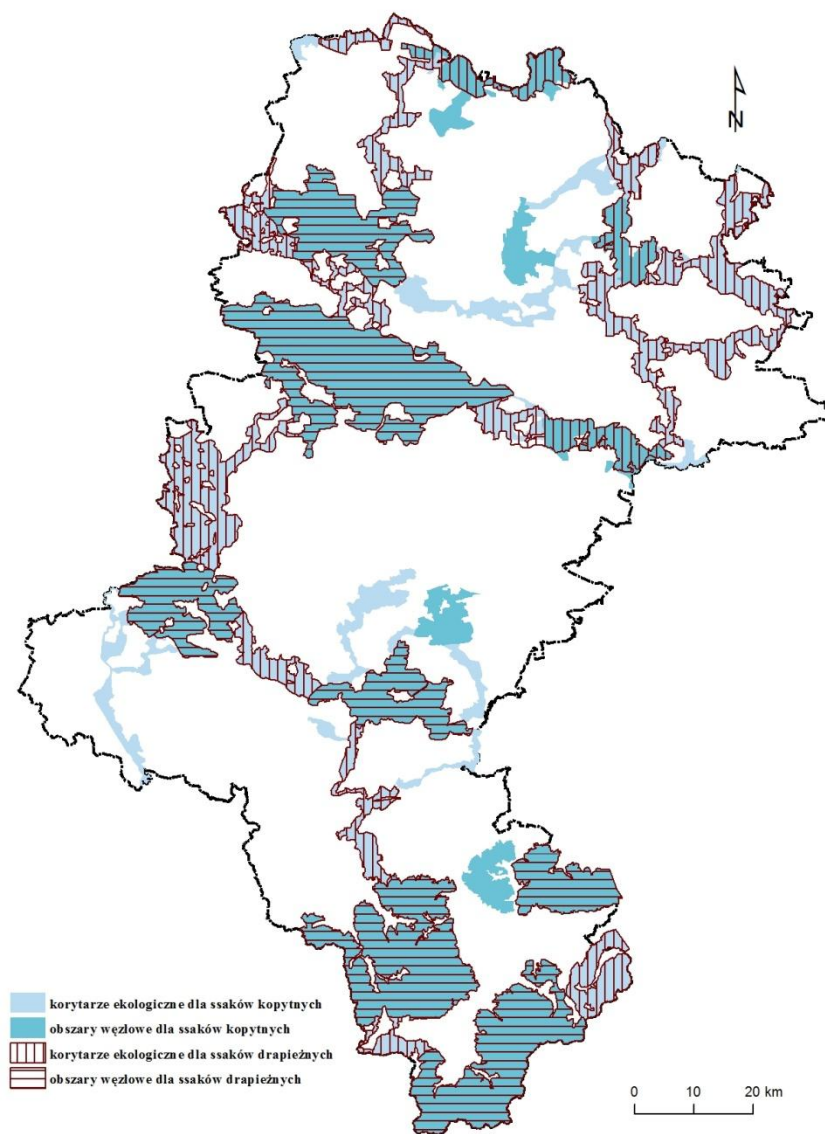 N
korytarze ekologiczne dla ssaków kopytnych
obszary węzłowe dla ssaków kopytnych
korytarze ekologiczne dla ssaków drapieżnych
obszary węzłowe dla ssaków drapieżnych
0 10 20 km